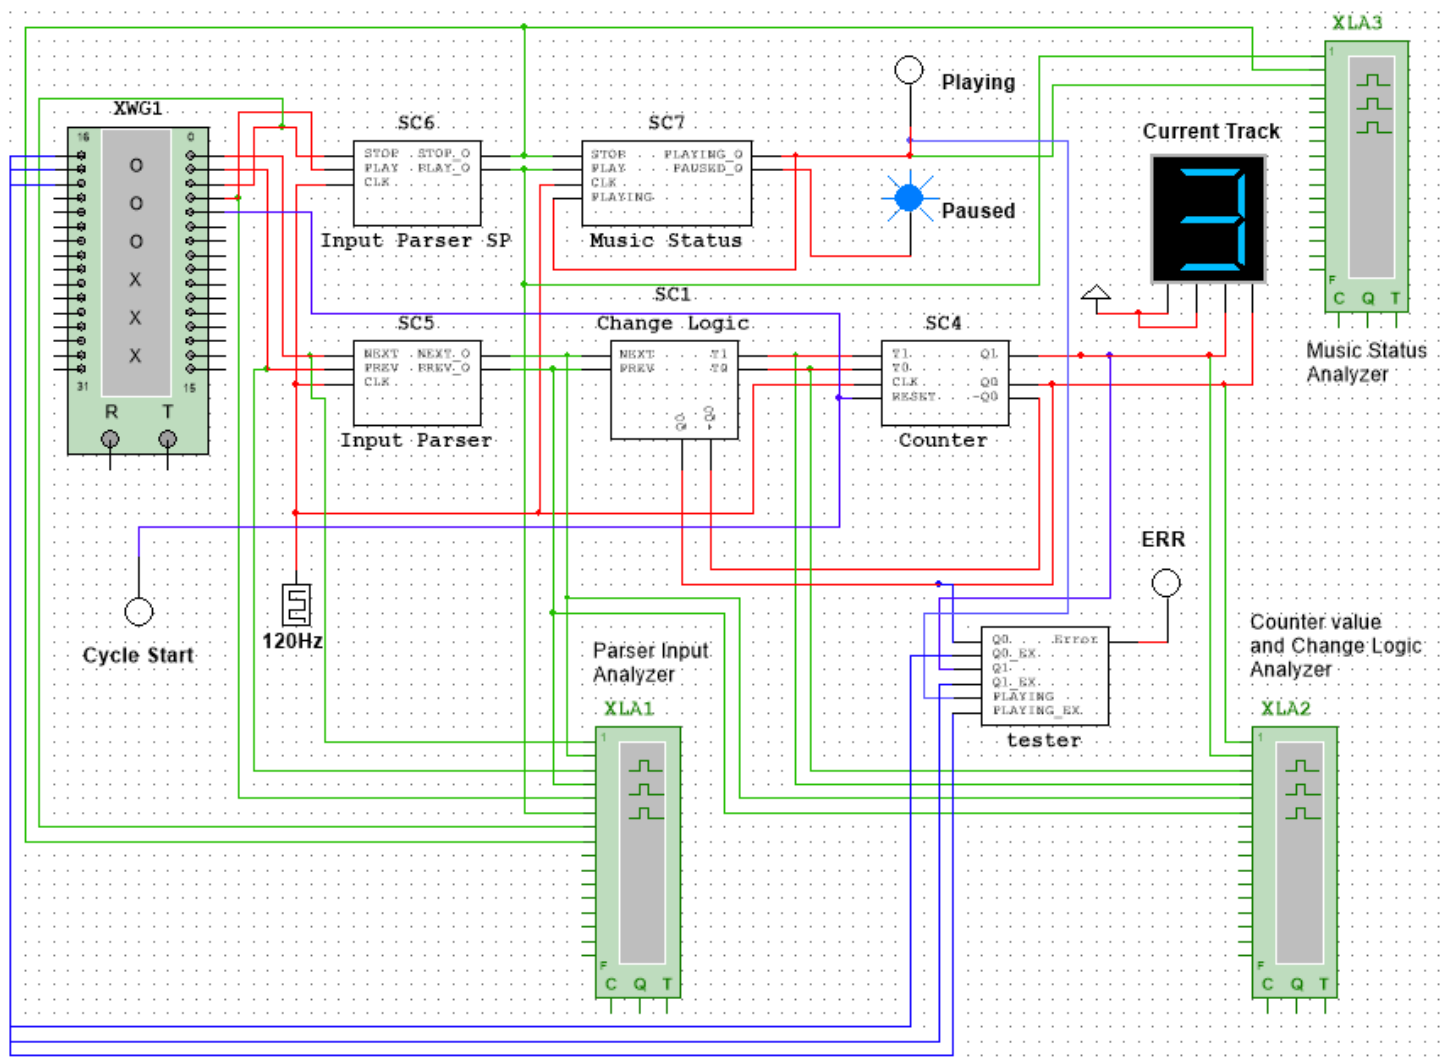 XLA3
1
F
C Q T
Music Status
Analyzer
XWG1
16 0
O
O
O
X
X
X
31 15
R T
SC6
STOP STOP_O
PLAY PLAY_O
CLK
Input Parser SP
SC7
STOP PLAYING_O
PLAY PAUSED_O
CLK
PLAYING
Music Status
Playing
Paused
Current Track
3
SC5
NEXT NEXT_O
PREV PREV_O
CLK
Input Parser
SC1
Change Logic
NEXT T1
PREV T0
SC4
T1 Q1
T0
CLK Q0
RESET -Q0
Counter
Cycle Start
120Hz
ERR
Q0 Error
Q0_EX
Q1
Q1_EX
PLAYING
PLAYING_EX
tester
Parser Input
Analyzer
XLA1
1
F
C Q T
Counter value
and Change Logic
Analyzer
XLA2
1
F
C Q T